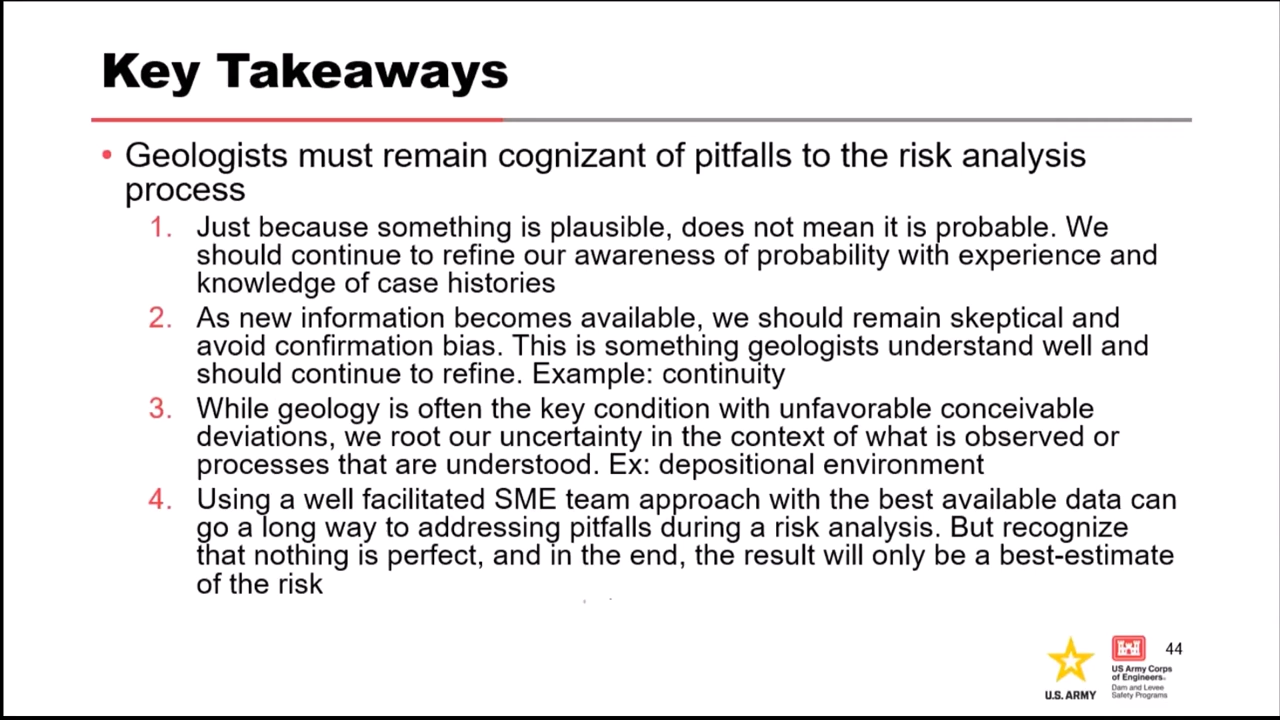 Key Takeaways
• Geologists must remain cognizant of pitfalls to the risk analysis
process
1. Just because something is plausible, does not mean it is probable. We
should continue to refine our awareness of probability with experience and
knowledge of case histories
2. As new information becomes available, we should remain skeptical and
avoid confirmation bias. This is something geologists understand well and
should continue to refine. Example: continuity
3. While geology is often the key condition with unfavorable conceivable
deviations, we root our uncertainty in the context of what is observed or
processes that are understood. Ex: depositional environment
4. Using a well facilitated SME team approach with the best available data can
go a long way to addressing pitfalls during a risk analysis. But recognize
that nothing is perfect, and in the end, the result will only be a best-estimate
of the risk
U.S. ARMY
US Army Corps
of Engineers.
Dam and Levee
Safety Programs
44